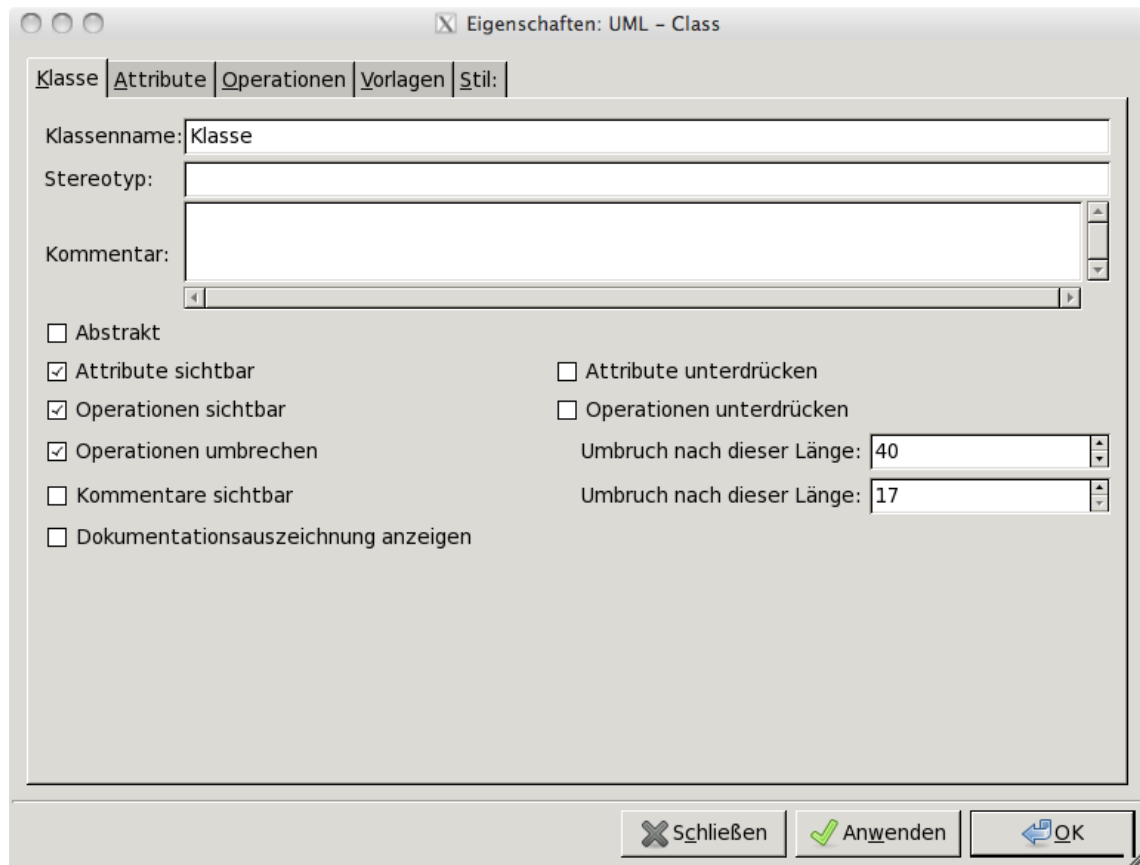 Eigenschaften: UML – Class
Klasse Attribute Operationen Vorlagen Stil:
Klassenname: Klasse
Stereotyp:
Kommentar:
Abstrakt
Attribute sichtbar Attribute unterdrücken
Operationen sichtbar Operationen unterdrücken
Operationen umbrechen Umbruch nach dieser Länge: 40
Kommentare sichtbar Umbruch nach dieser Länge: 17
Dokumentationsauszeichnung anzeigen
Schließen Anwenden OK